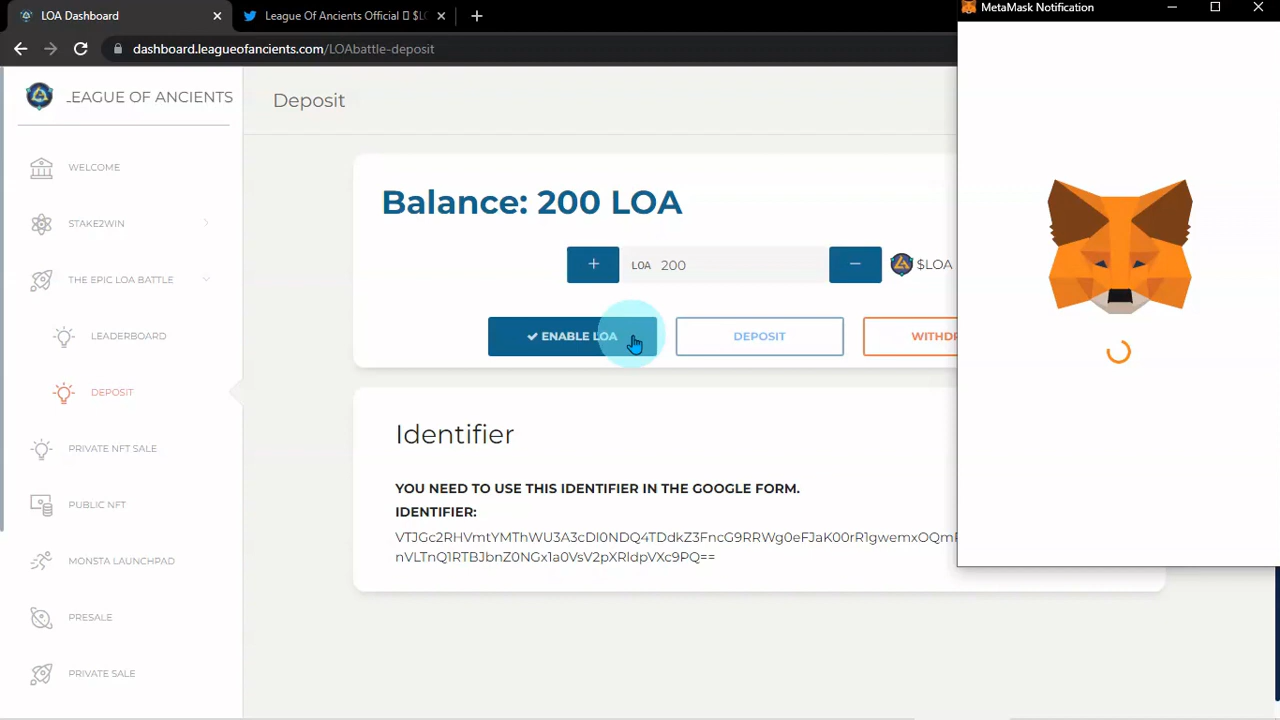 LOA Dashboard
League Of Ancients Official
$L
MetaMask Notification
dashboard.leagueofancients.com/LOAbattle-deposit
LEAGUE OF ANCIENTS
Deposit
WELCOME
STAKE2WIN
THE EPIC LOA BATTLE
LEADERBOARD
DEPOSIT
PRIVATE NFT SALE
PUBLIC NFT
MONSTA LAUNCHPAD
PRESALE
PRIVATE SALE
Balance: 200 LOA
+ LOA 200 − $LOA
✔ ENABLE LOA
DEPOSIT
WITHD
Identifier
YOU NEED TO USE THIS IDENTIFIER IN THE GOOGLE FORM.
IDENTIFIER: